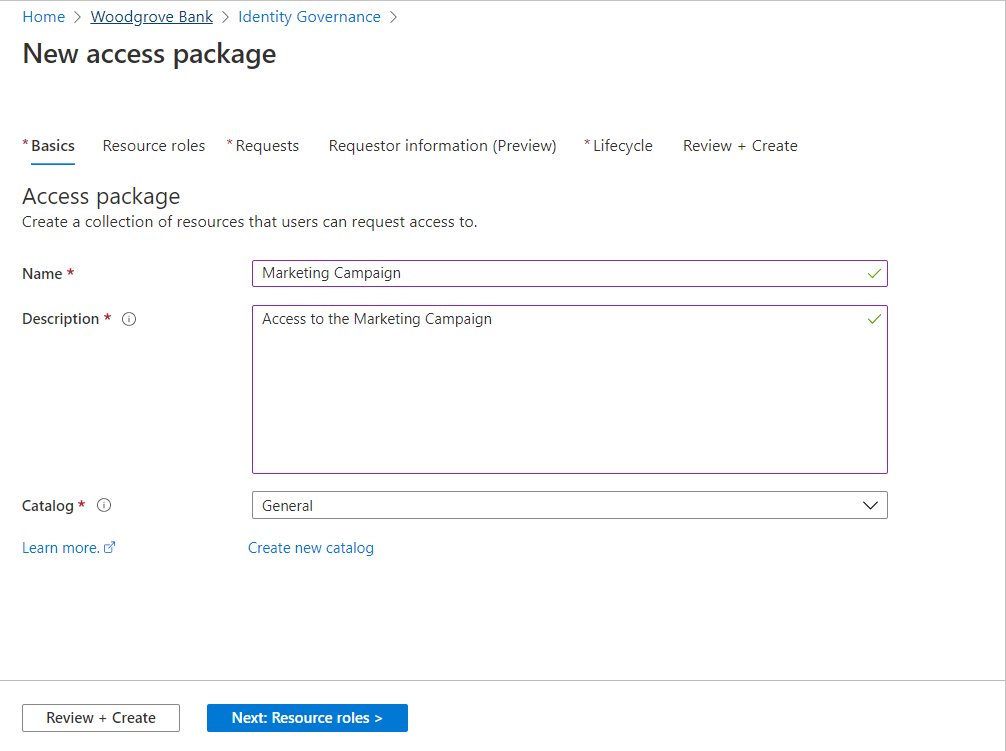 Home > Woodgrove Bank > Identity Governance >
New access package
* Basics Resource roles * Requests Requestor information (Preview) * Lifecycle Review + Create
Access package
Create a collection of resources that users can request access to.
Name * Marketing Campaign
Description * Access to the Marketing Campaign
Catalog * General
Learn more. Create new catalog
Review + Create Next: Resource roles >